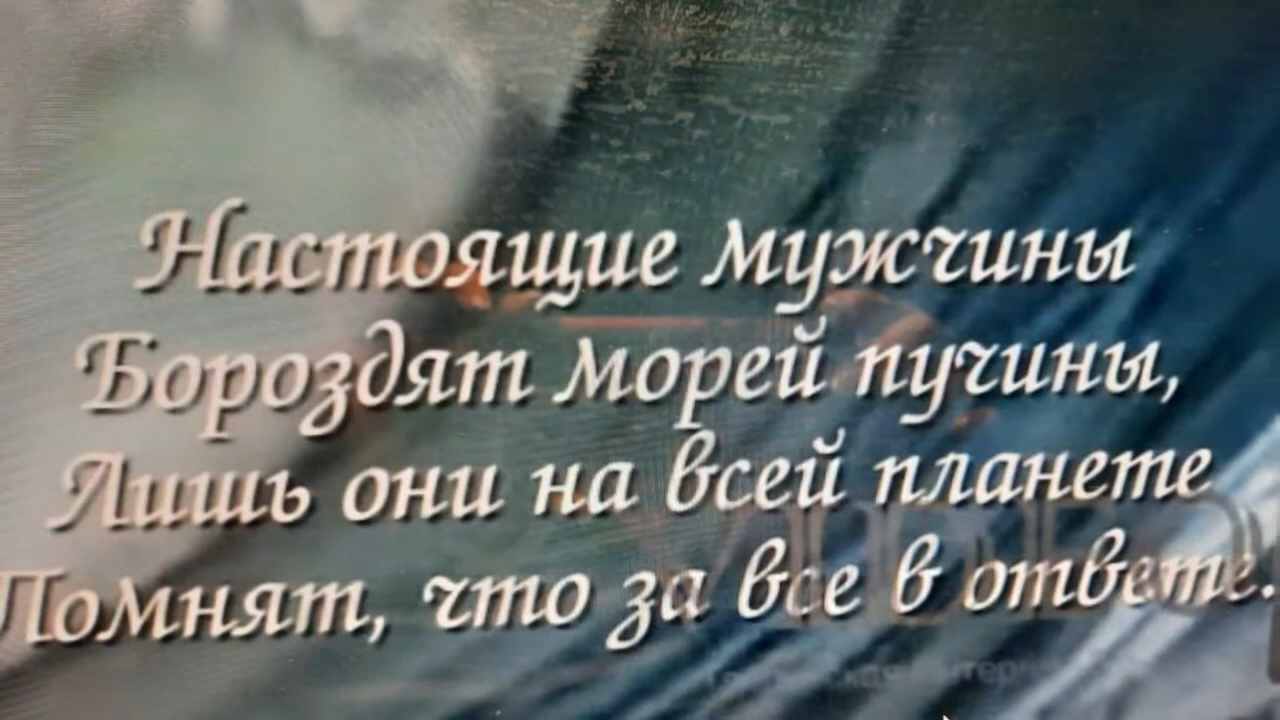 Настоящие мужчины
Бороздят морей пучины,
Лишь они на всей планете
Помнят, что за все в ответе.